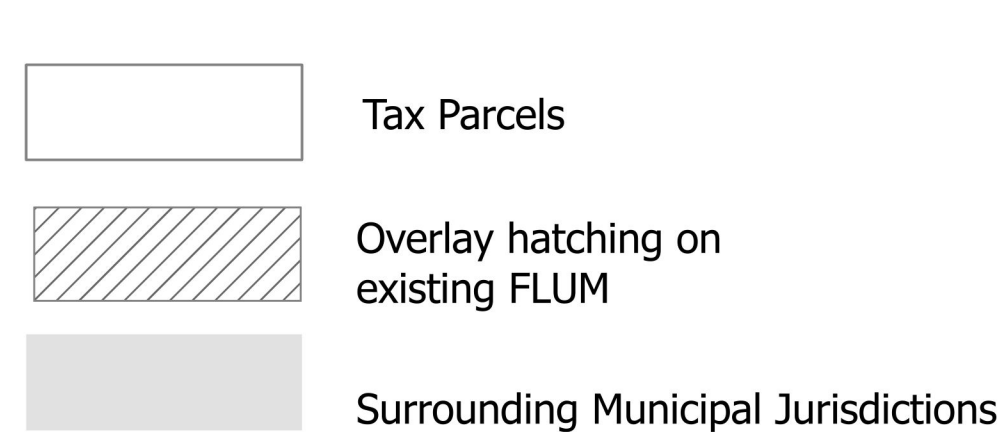 Tax Parcels
Overlay hatching on
existing FLUM
Surrounding Municipal Jurisdictions